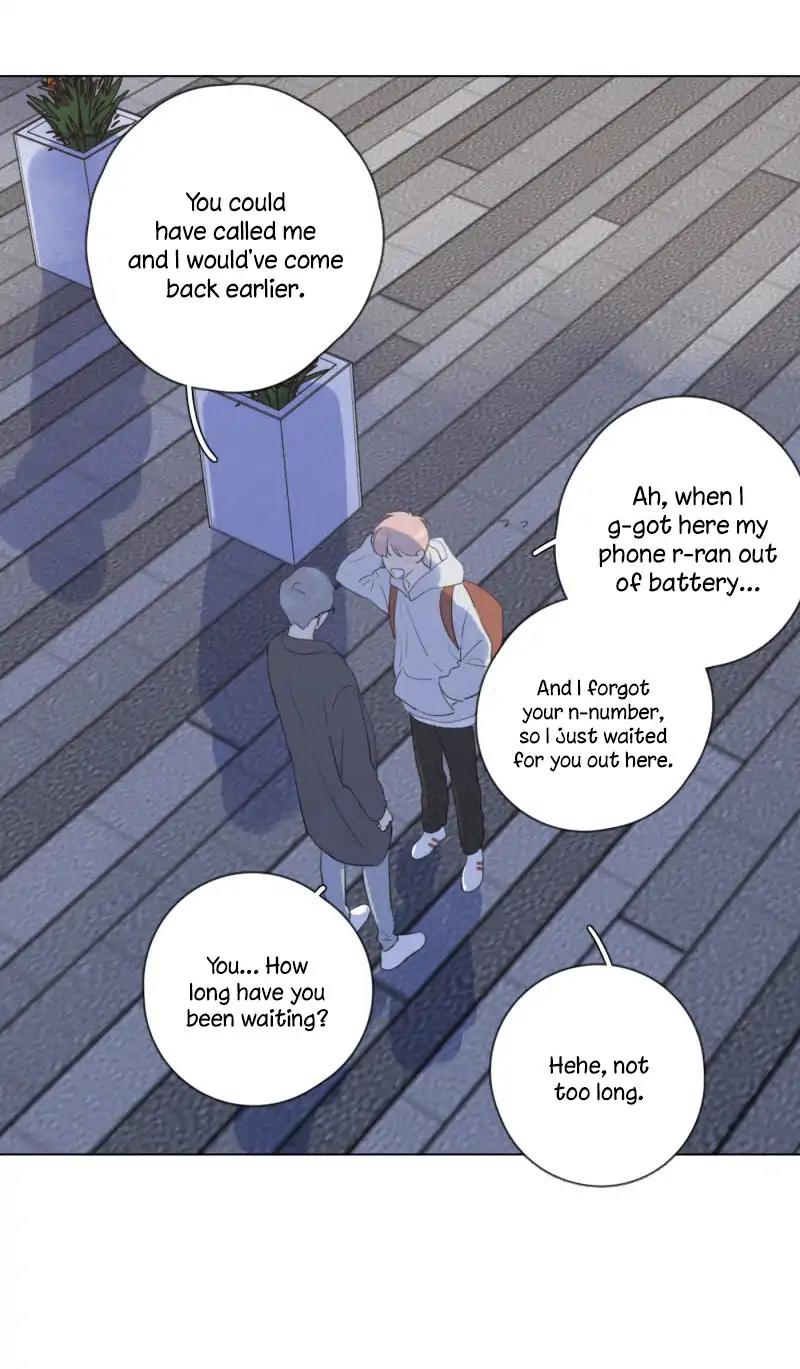 You could
have called me
and I would've come
back earlier.
Ah, when I
g-got here my
phone r-ran out
of battery...
And I forgot
your n-number,
so I just waited
for you out here.
You... How
long have you
been waiting?
Hehe, not
too long.